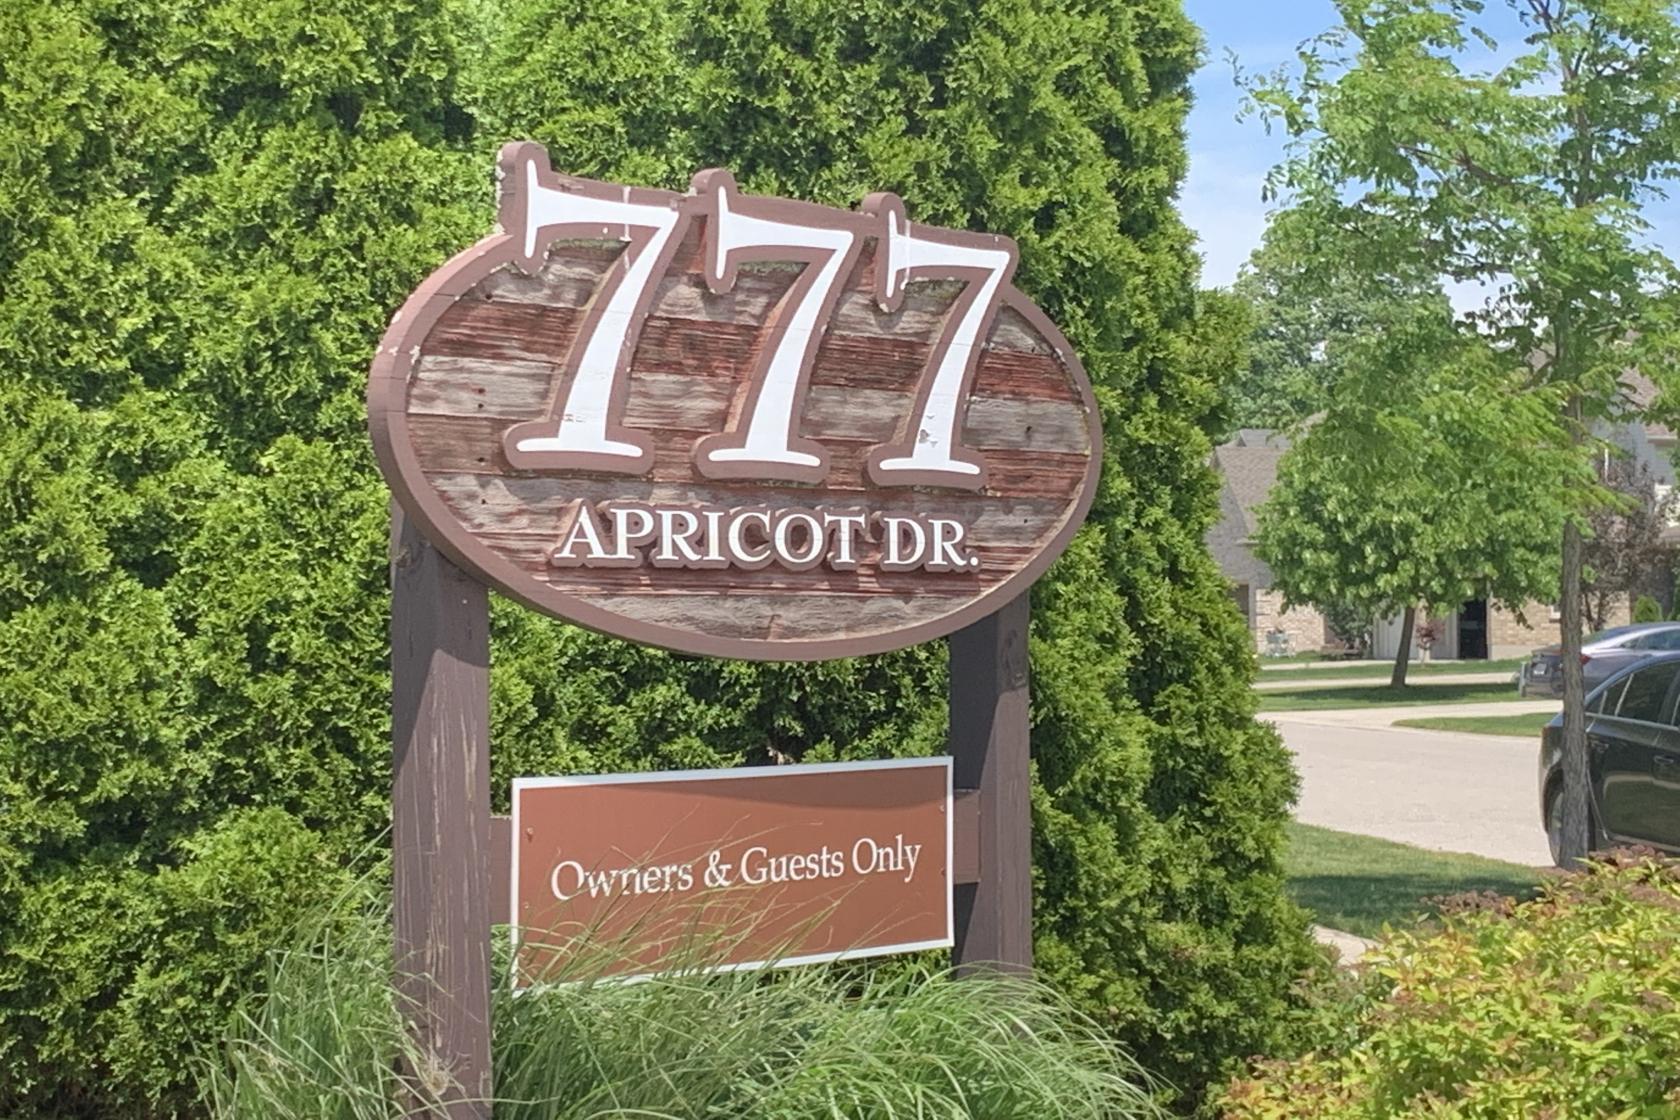 777
APRICOT DR.
Owners & Guests Only